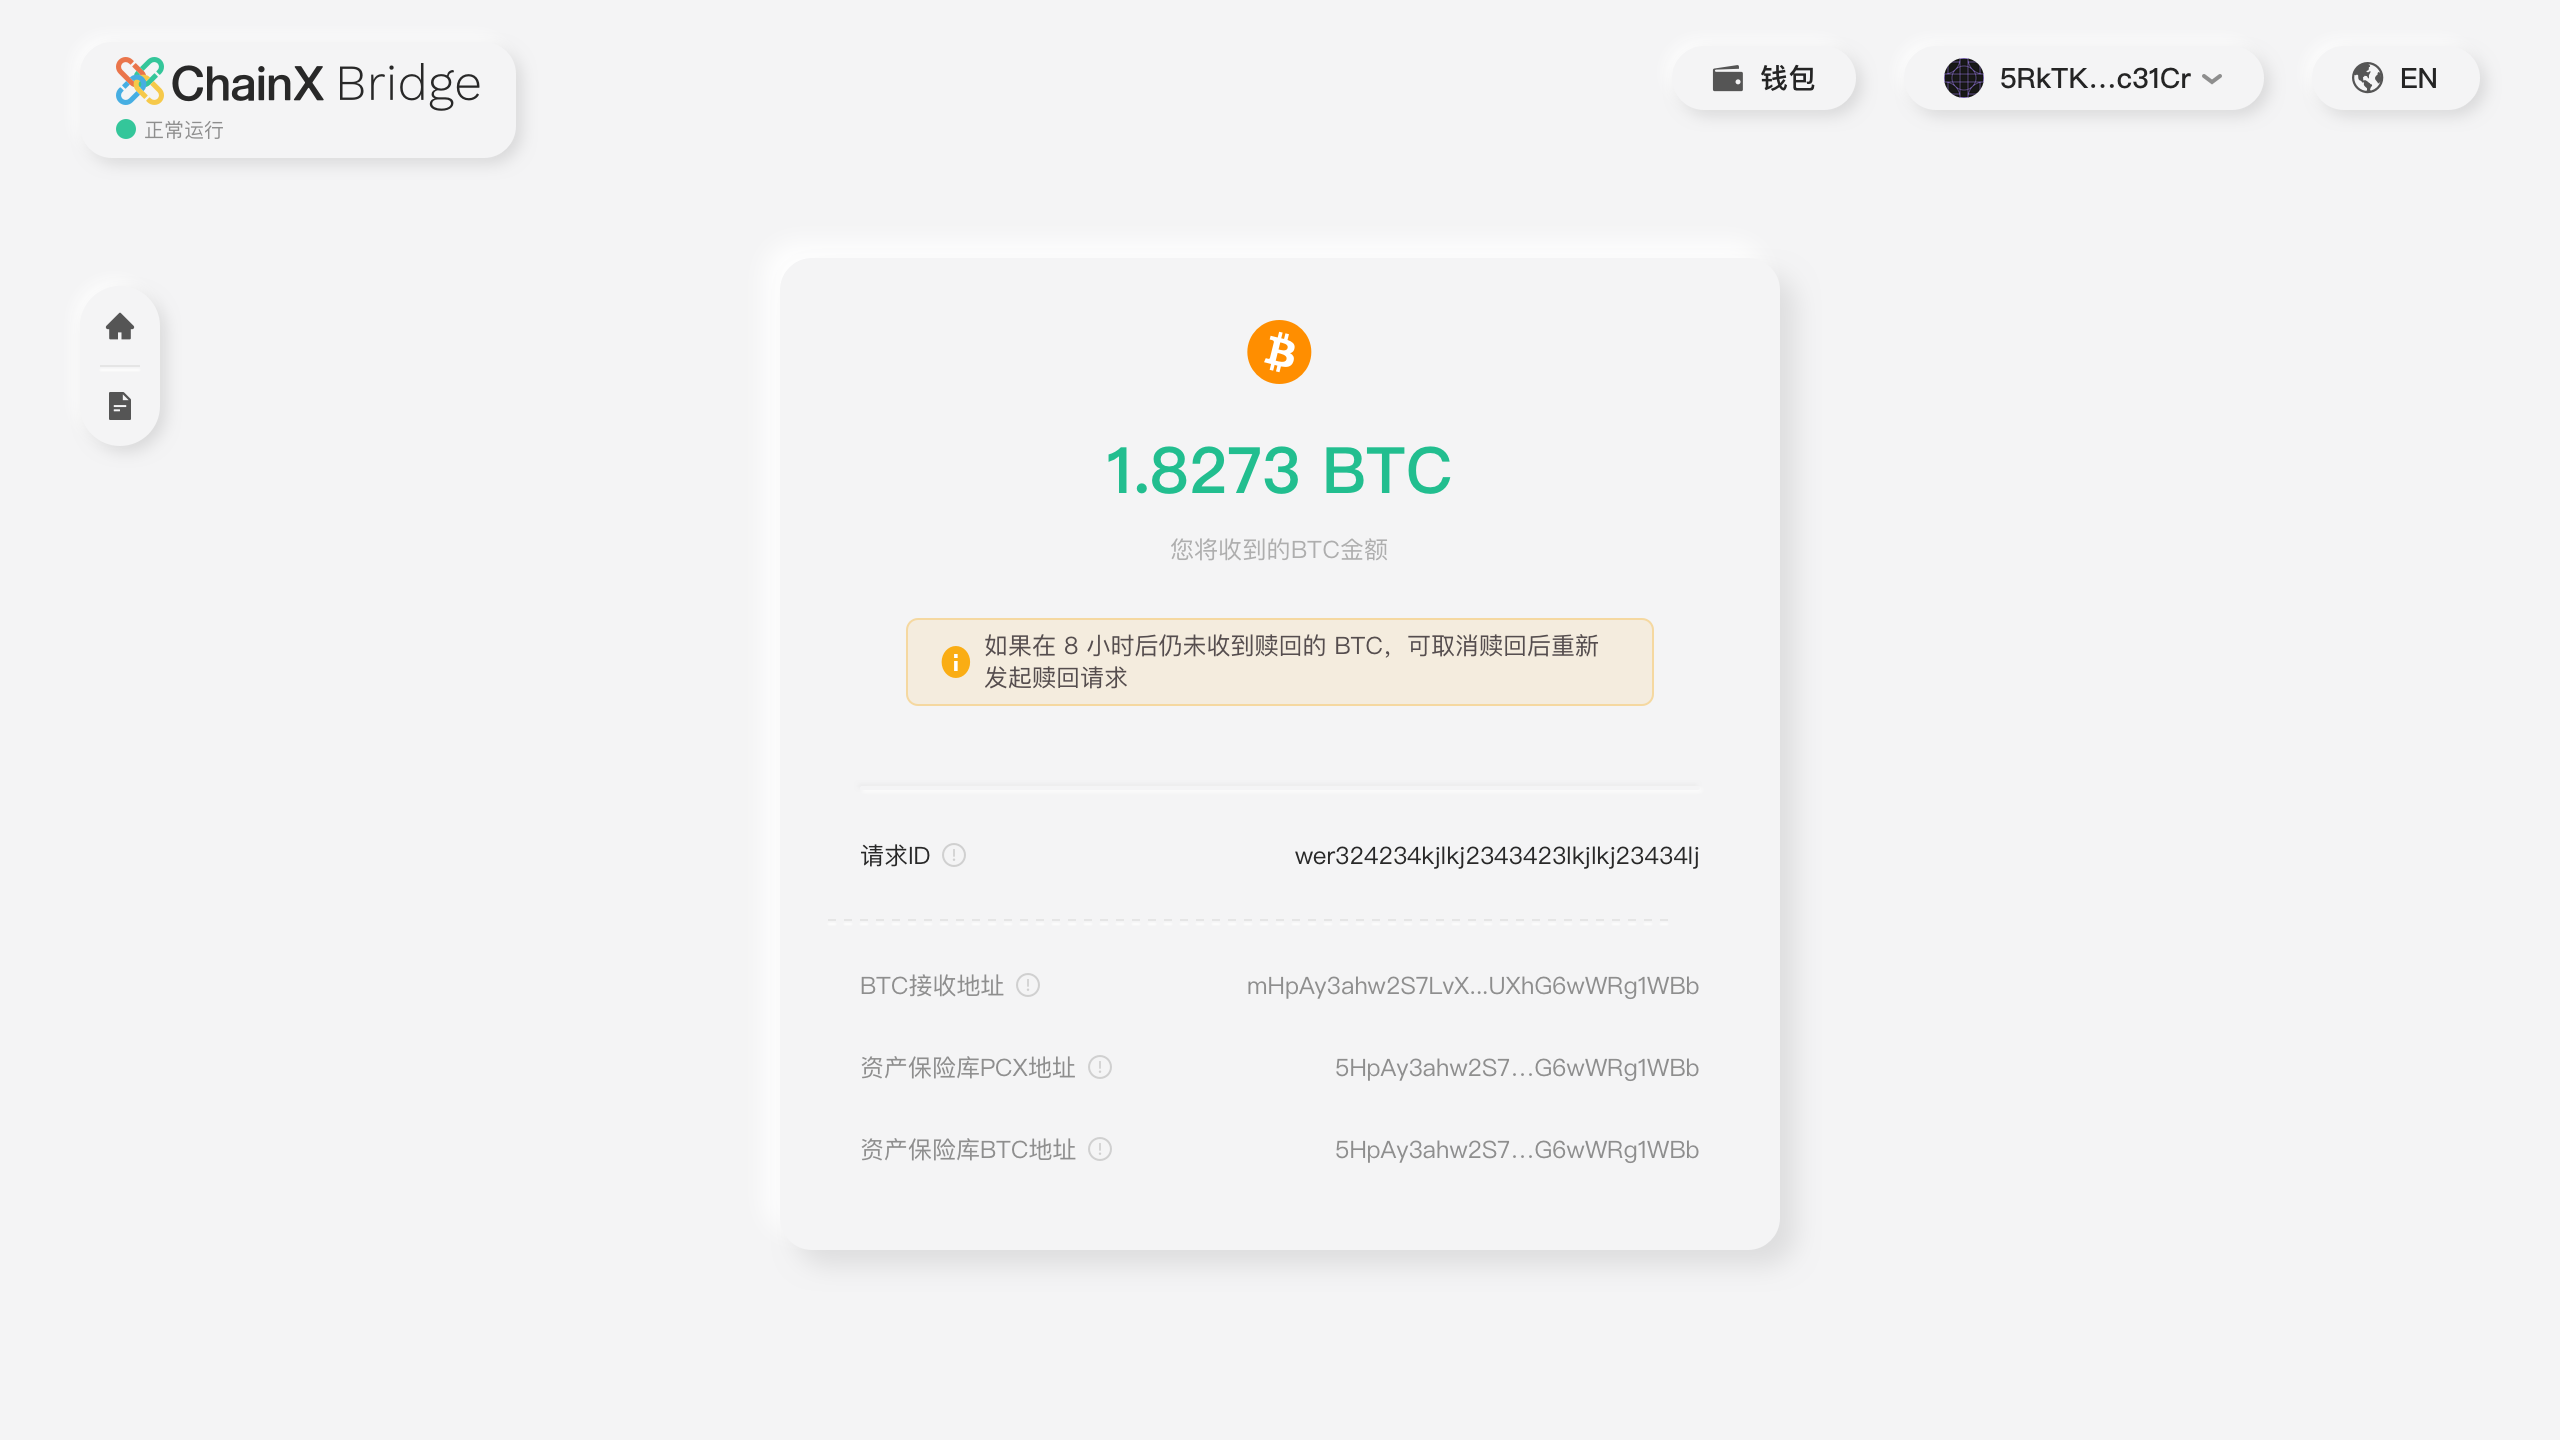 ChainX Bridge
正常运行
钱包
5RkTK...c31Cr
EN
1.8273 BTC
您将收到的BTC金额
如果在 8 小时后仍未收到赎回的 BTC，可取消赎回后重新
发起赎回请求
请求ID
wer324234kjlkj2343423lkjlkj23434lj
BTC接收地址
mHpAy3ahw2S7LvX...UXhG6wWRg1WBb
资产保险库PCX地址
5HpAy3ahw2S7...G6wWRg1WBb
资产保险库BTC地址
5HpAy3ahw2S7...G6wWRg1WBb